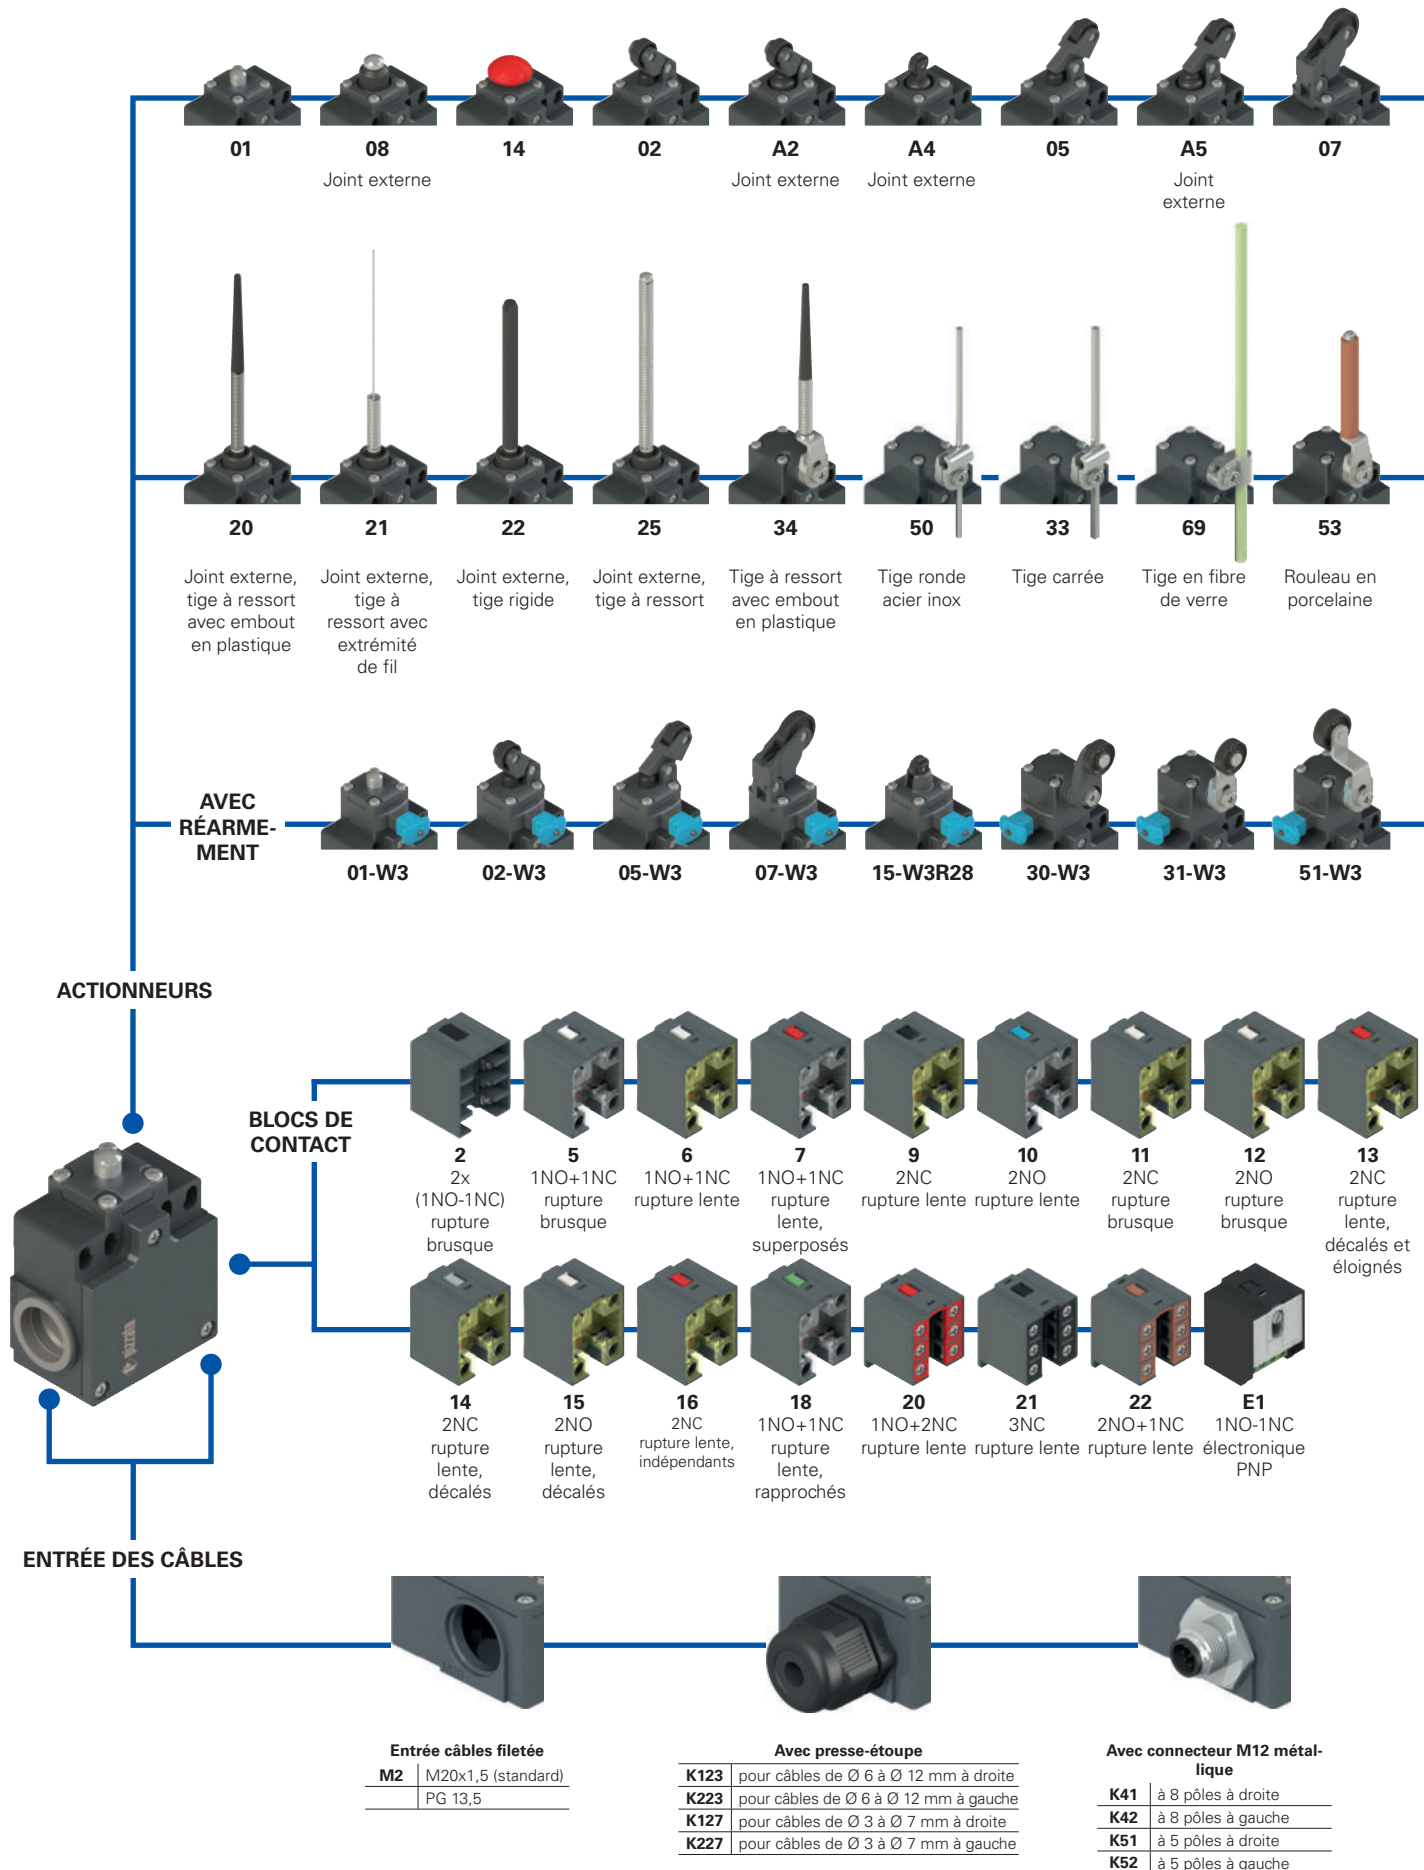 01
08
Joint externe
14
02
A2
Joint externe
A4
Joint externe
05
A5
Joint
externe
07
20
Joint externe,
tige à ressort
avec embout
en plastique
21
Joint externe,
tige à
ressort avec
extrémité
de fil
22
Joint externe,
tige rigide
25
Joint externe,
tige à ressort
34
Tige à ressort
avec embout
en plastique
50
Tige ronde
acier inox
33
Tige carrée
69
Tige en fibre
de verre
53
Rouleau en
porcelaine
AVEC
RÉARME-
MENT
01-W3
02-W3
05-W3
07-W3
15-W3R28
30-W3
31-W3
51-W3
ACTIONNEURS
BLOCS DE
CONTACT
2
2x
(1NO-1NC)
rupture
brusque
5
1NO+1NC
rupture
brusque
6
1NO+1NC
rupture lente
7
1NO+1NC
rupture
lente,
superposés
9
2NC
rupture lente
10
2NO
rupture lente
11
2NC
rupture
brusque
12
2NO
rupture
brusque
13
2NC
rupture
lente,
décalés et
éloignés
pizzato
14
2NC
rupture
lente,
décalés
15
2NO
rupture
lente,
décalés
16
2NC
rupture lente,
indépendants
18
1NO+1NC
rupture
lente,
rapprochés
20
1NO+2NC
rupture lente
21
3NC
rupture lente
22
2NO+1NC
rupture lente
E1
1NO-1NC
électronique
PNP
ENTRÉE DES CÂBLES
Entrée câbles filetée
M2 M20x1,5 (standard)
PG 13,5
Avec presse-étoupe
K123 pour câbles de Ø 6 à Ø 12 mm à droite
K223 pour câbles de Ø 6 à Ø 12 mm à gauche
K127 pour câbles de Ø 3 à Ø 7 mm à droite
K227 pour câbles de Ø 3 à Ø 7 mm à gauche
Avec connecteur M12 métal-
lique
K41 à 8 pôles à droite
K42 à 8 pôles à gauche
K51 à 5 pôles à droite
K52 à 5 pôles à gauche